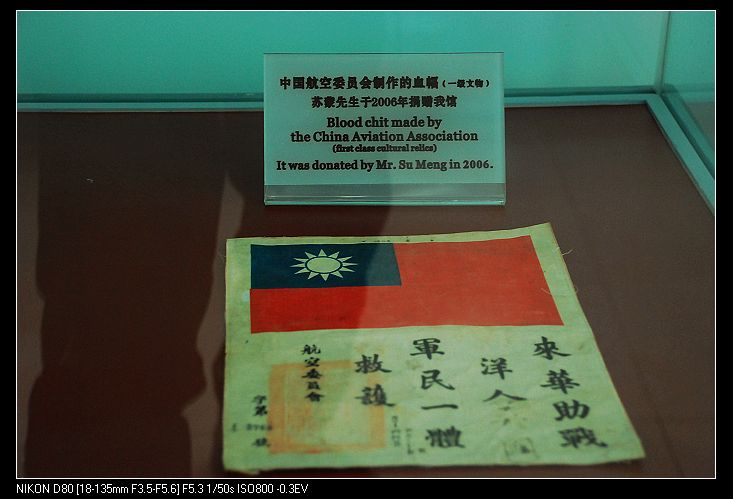 中国航空委员会制作的血幅（一级文物）
苏蒙先生于2006年捐赠我馆
Blood chit made by
the China Aviation Association
(first class cultural relics)
It was donated by Mr. Su Meng in 2006.
來華助戰
洋人
軍民一體
救護
航空委員會
字第
號
NIKON D80 [18-135mm F3.5-F5.6] F5.3 1/50s ISO800 -0.3EV